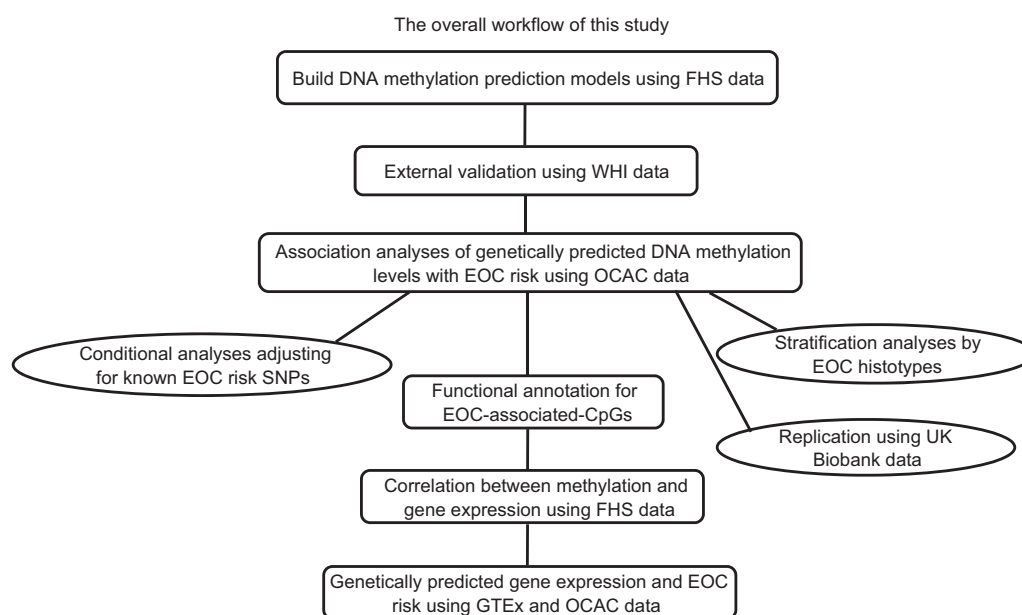 The overall workflow of this study
Build DNA methylation prediction models using FHS data
External validation using WHI data
Association analyses of genetically predicted DNA methylation
levels with EOC risk using OCAC data
Conditional analyses adjusting
for known EOC risk SNPs
Stratification analyses by
EOC histotypes
Functional annotation for
EOC-associated-CpGs
Replication using UK
Biobank data
Correlation between methylation and
gene expression using FHS data
Genetically predicted gene expression and EOC
risk using GTEx and OCAC data